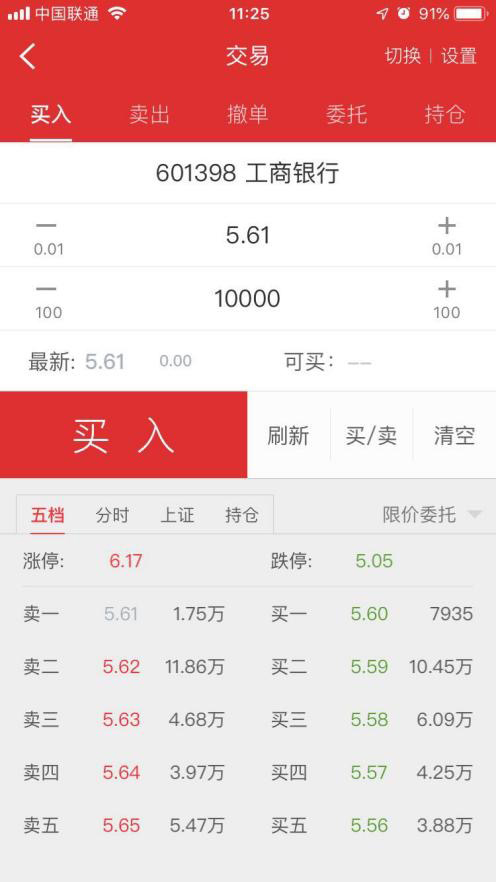 中国联通 11:25 91%
交易 切换 设置
买入 卖出 撤单 委托 持仓
601398 工商银行
5.61
0.01 0.01
10000
100 100
最新: 5.61 0.00 可买: --
买 入 刷新 买/卖 清空
五档 分时 上证 持仓 限价委托
涨停: 6.17 跌停: 5.05
卖一 5.61 1.75万 买一 5.60 7935
卖二 5.62 11.86万 买二 5.59 10.45万
卖三 5.63 4.68万 买三 5.58 6.09万
卖四 5.64 3.97万 买四 5.57 4.25万
卖五 5.65 5.47万 买五 5.56 3.88万